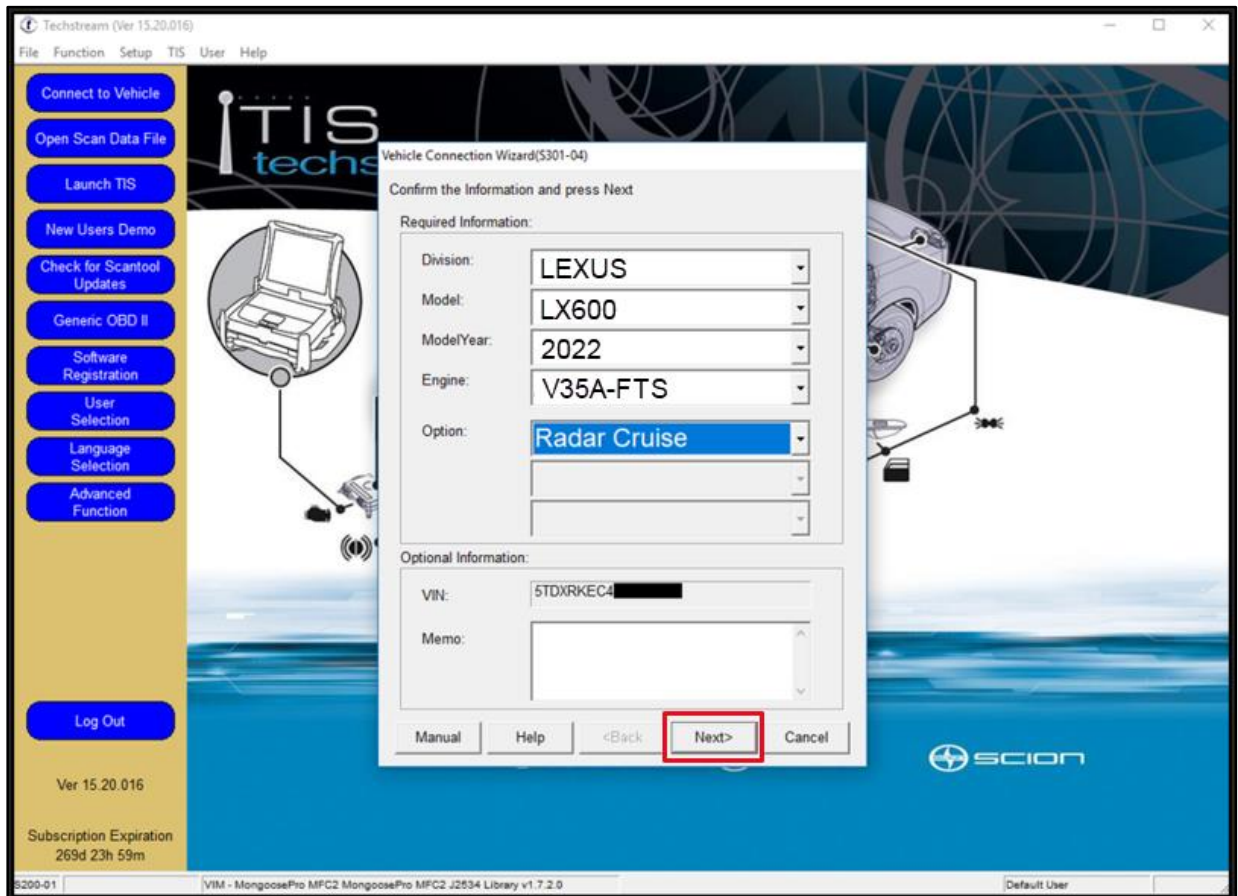 Techstream (Ver 15.20.016)
File Function Setup TIS User Help
Connect to Vehicle
Open Scan Data File
Launch TIS
New Users Demo
Check for Scantool
Updates
Generic OBD II
Software
Registration
User
Selection
Language
Selection
Advanced
Function
Log Out
Ver 15.20.016
Subscription Expiration
269d 23h 59m
TIS
techs
Vehicle Connection Wizard(S301-04)
Confirm the Information and press Next
Required Information:
Division: LEXUS
Model: LX600
ModelYear: 2022
Engine: V35A-FTS
Option: Radar Cruise
Optional Information:
VIN: 5TDXRKEC4
Memo:
Manual Help <Back Next> Cancel
SCION
S200-01 VIM - MongoosePro MFC2 MongoosePro MFC2 J2534 Library v1.7.2.0 Default User